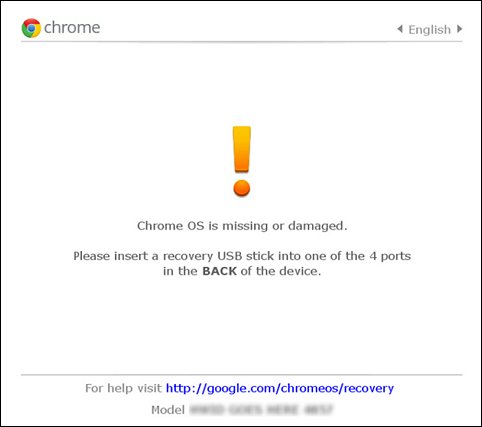 chrome
English
Chrome OS is missing or damaged.
Please insert a recovery USB stick into one of the 4 ports
in the BACK of the device.
For help visit http://google.com/chromeos/recovery
Model